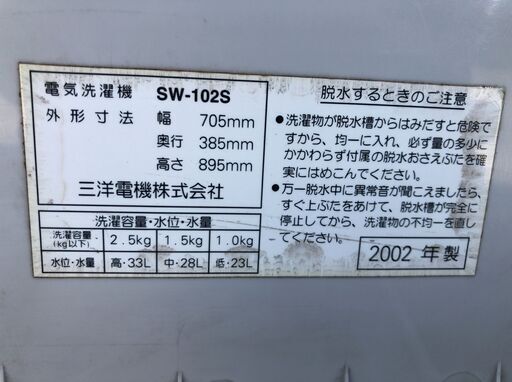 電気洗濯機 SW-102S
外形寸法 幅 705mm
奥行 385mm
高さ 895mm
三洋電機株式会社
洗濯容量・水位・水量
洗濯容量(kg以下) 2.5kg 1.5kg 1.0kg
水位・水量 高・33L 中・28L 低・23L
脱水するときのご注意
●洗濯物が脱水槽からはみだすと危険で
すから、均一に入れ、必ず量の多少に
かかわらず付属の脱水おさえぶたを確
実にはめこんでください。
●万一脱水中に異常音が聞こえましたら、
すぐ上ぶたをあけて、脱水槽が完全に
停止してから、洗濯物の不均一を直し
てください。
2002 年製